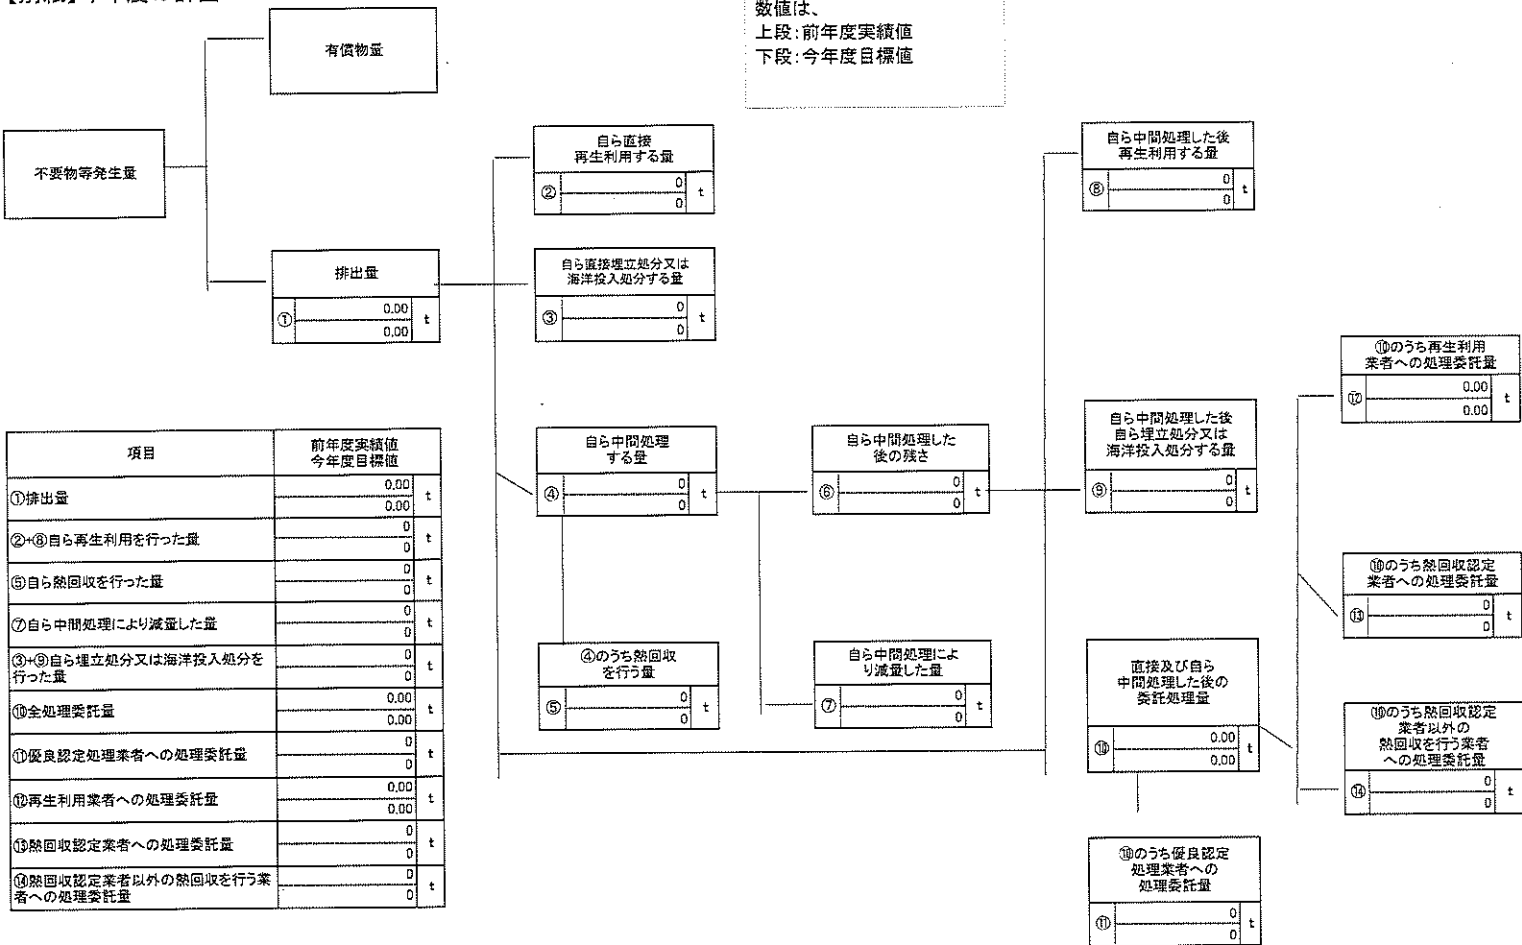 数値は、
上段:前年度実績値
下段:今年度目標値
有償物量
不要物等発生量
排出量
①
0.00
0.00
t
自ら直接
再生利用する量
②
0
0
t
自ら直接埋立処分又は
海洋投入処分する量
③
0
0
t
自ら中間処理
する量
④
0
0
t
④のうち熱回収
を行う量
⑤
0
0
t
自ら中間処理した
後の残さ
⑥
0
0
t
自ら中間処理によ
り減量した量
⑦
0
0
t
自ら中間処理した後
再生利用する量
⑧
0
0
t
自ら中間処理した後
自ら埋立処分又は
海洋投入処分する量
⑨
0
0
t
直接及び自ら
中間処理した後の
委託処理量
⑩
0.00
0.00
t
⑩のうち優良認定
処理業者への
処理委託量
⑪
0
0
t
⑩のうち再生利用
業者への処理委託量
⑫
0.00
0.00
t
⑩のうち熱回収認定
業者への処理委託量
⑬
0
0
t
⑩のうち熱回収認定
業者以外の
熱回収を行う業者
への処理委託量
⑭
0
0
t
項目
前年度実績値
今年度目標値
①排出量
0.00
0.00
t
②+⑧自ら再生利用を行った量
0
0
t
⑤自ら熱回収を行った量
0
0
t
⑦自ら中間処理により減量した量
0
0
t
③+⑨自ら埋立処分又は海洋投入処分を
行った量
0
0
t
⑩全処理委託量
0.00
0.00
t
⑪優良認定処理業者への処理委託量
0
0
t
⑫再生利用業者への処理委託量
0.00
0.00
t
⑬熱回収認定業者への処理委託量
0
0
t
⑭熱回収認定業者以外の熱回収を行う業
者への処理委託量
0
0
t